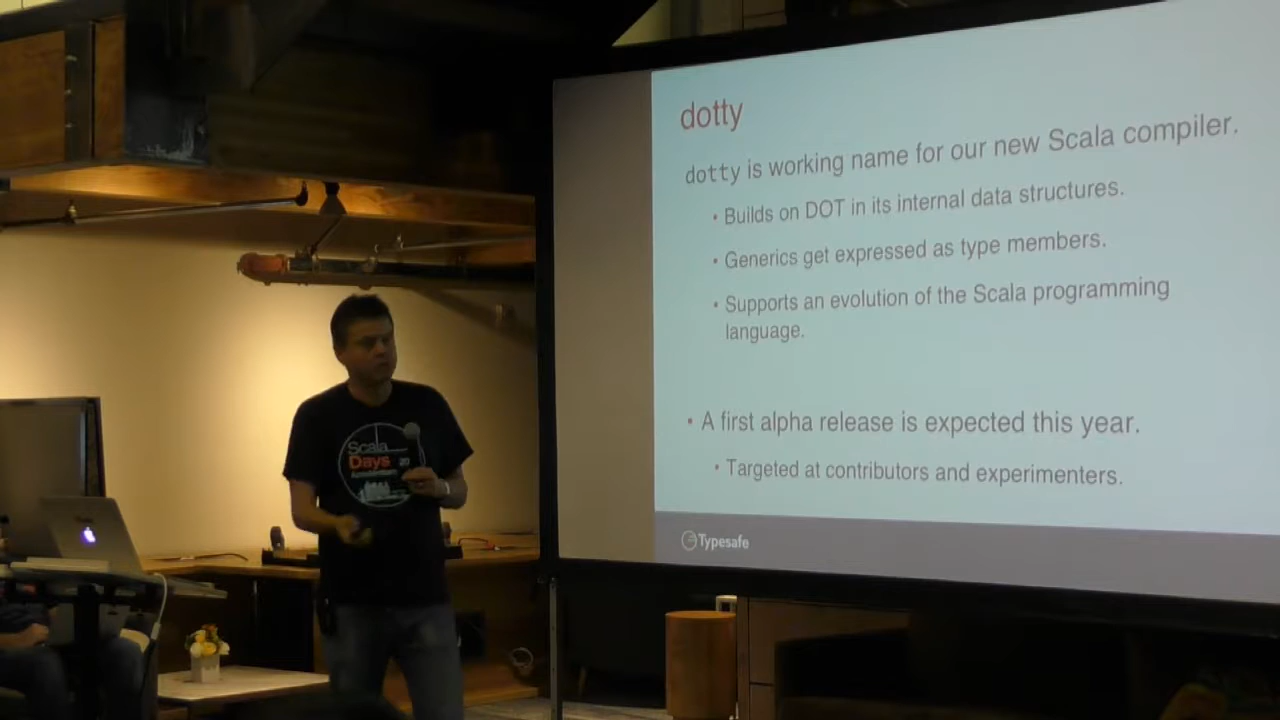 dotty
dotty is working name for our new Scala compiler.
• Builds on DOT in its internal data structures.
• Generics get expressed as type members.
• Supports an evolution of the Scala programming
language.
• A first alpha release is expected this year.
• Targeted at contributors and experimenters.
Typesafe
Scala
Days
Amsterdam